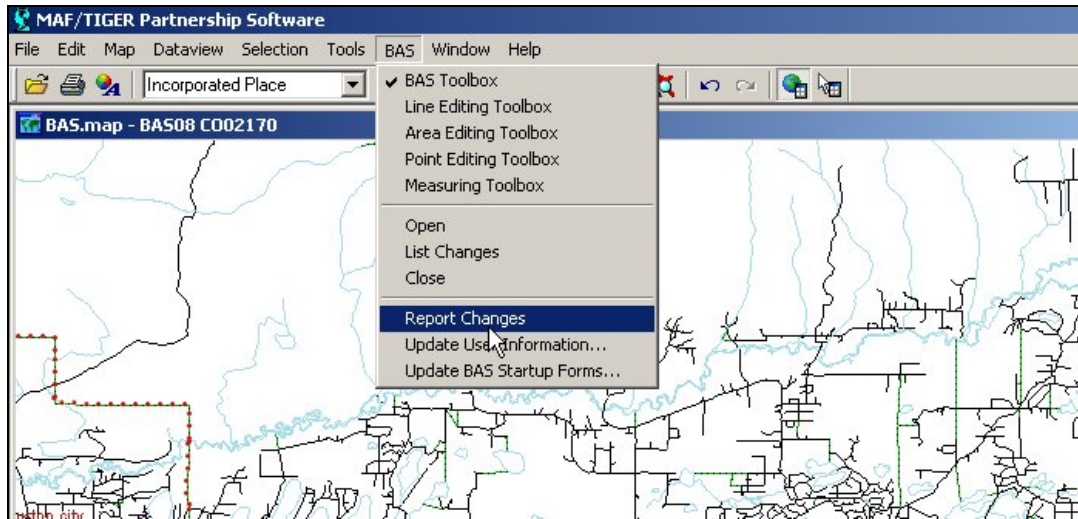 MAF/TIGER Partnership Software
File Edit Map Dataview Selection Tools BAS Window Help
Incorporated Place
BAS.map - BAS08 CO02170
BAS Toolbox
Line Editing Toolbox
Area Editing Toolbox
Point Editing Toolbox
Measuring Toolbox
Open
List Changes
Close
Report Changes
Update User Information...
Update BAS Startup Forms...
city